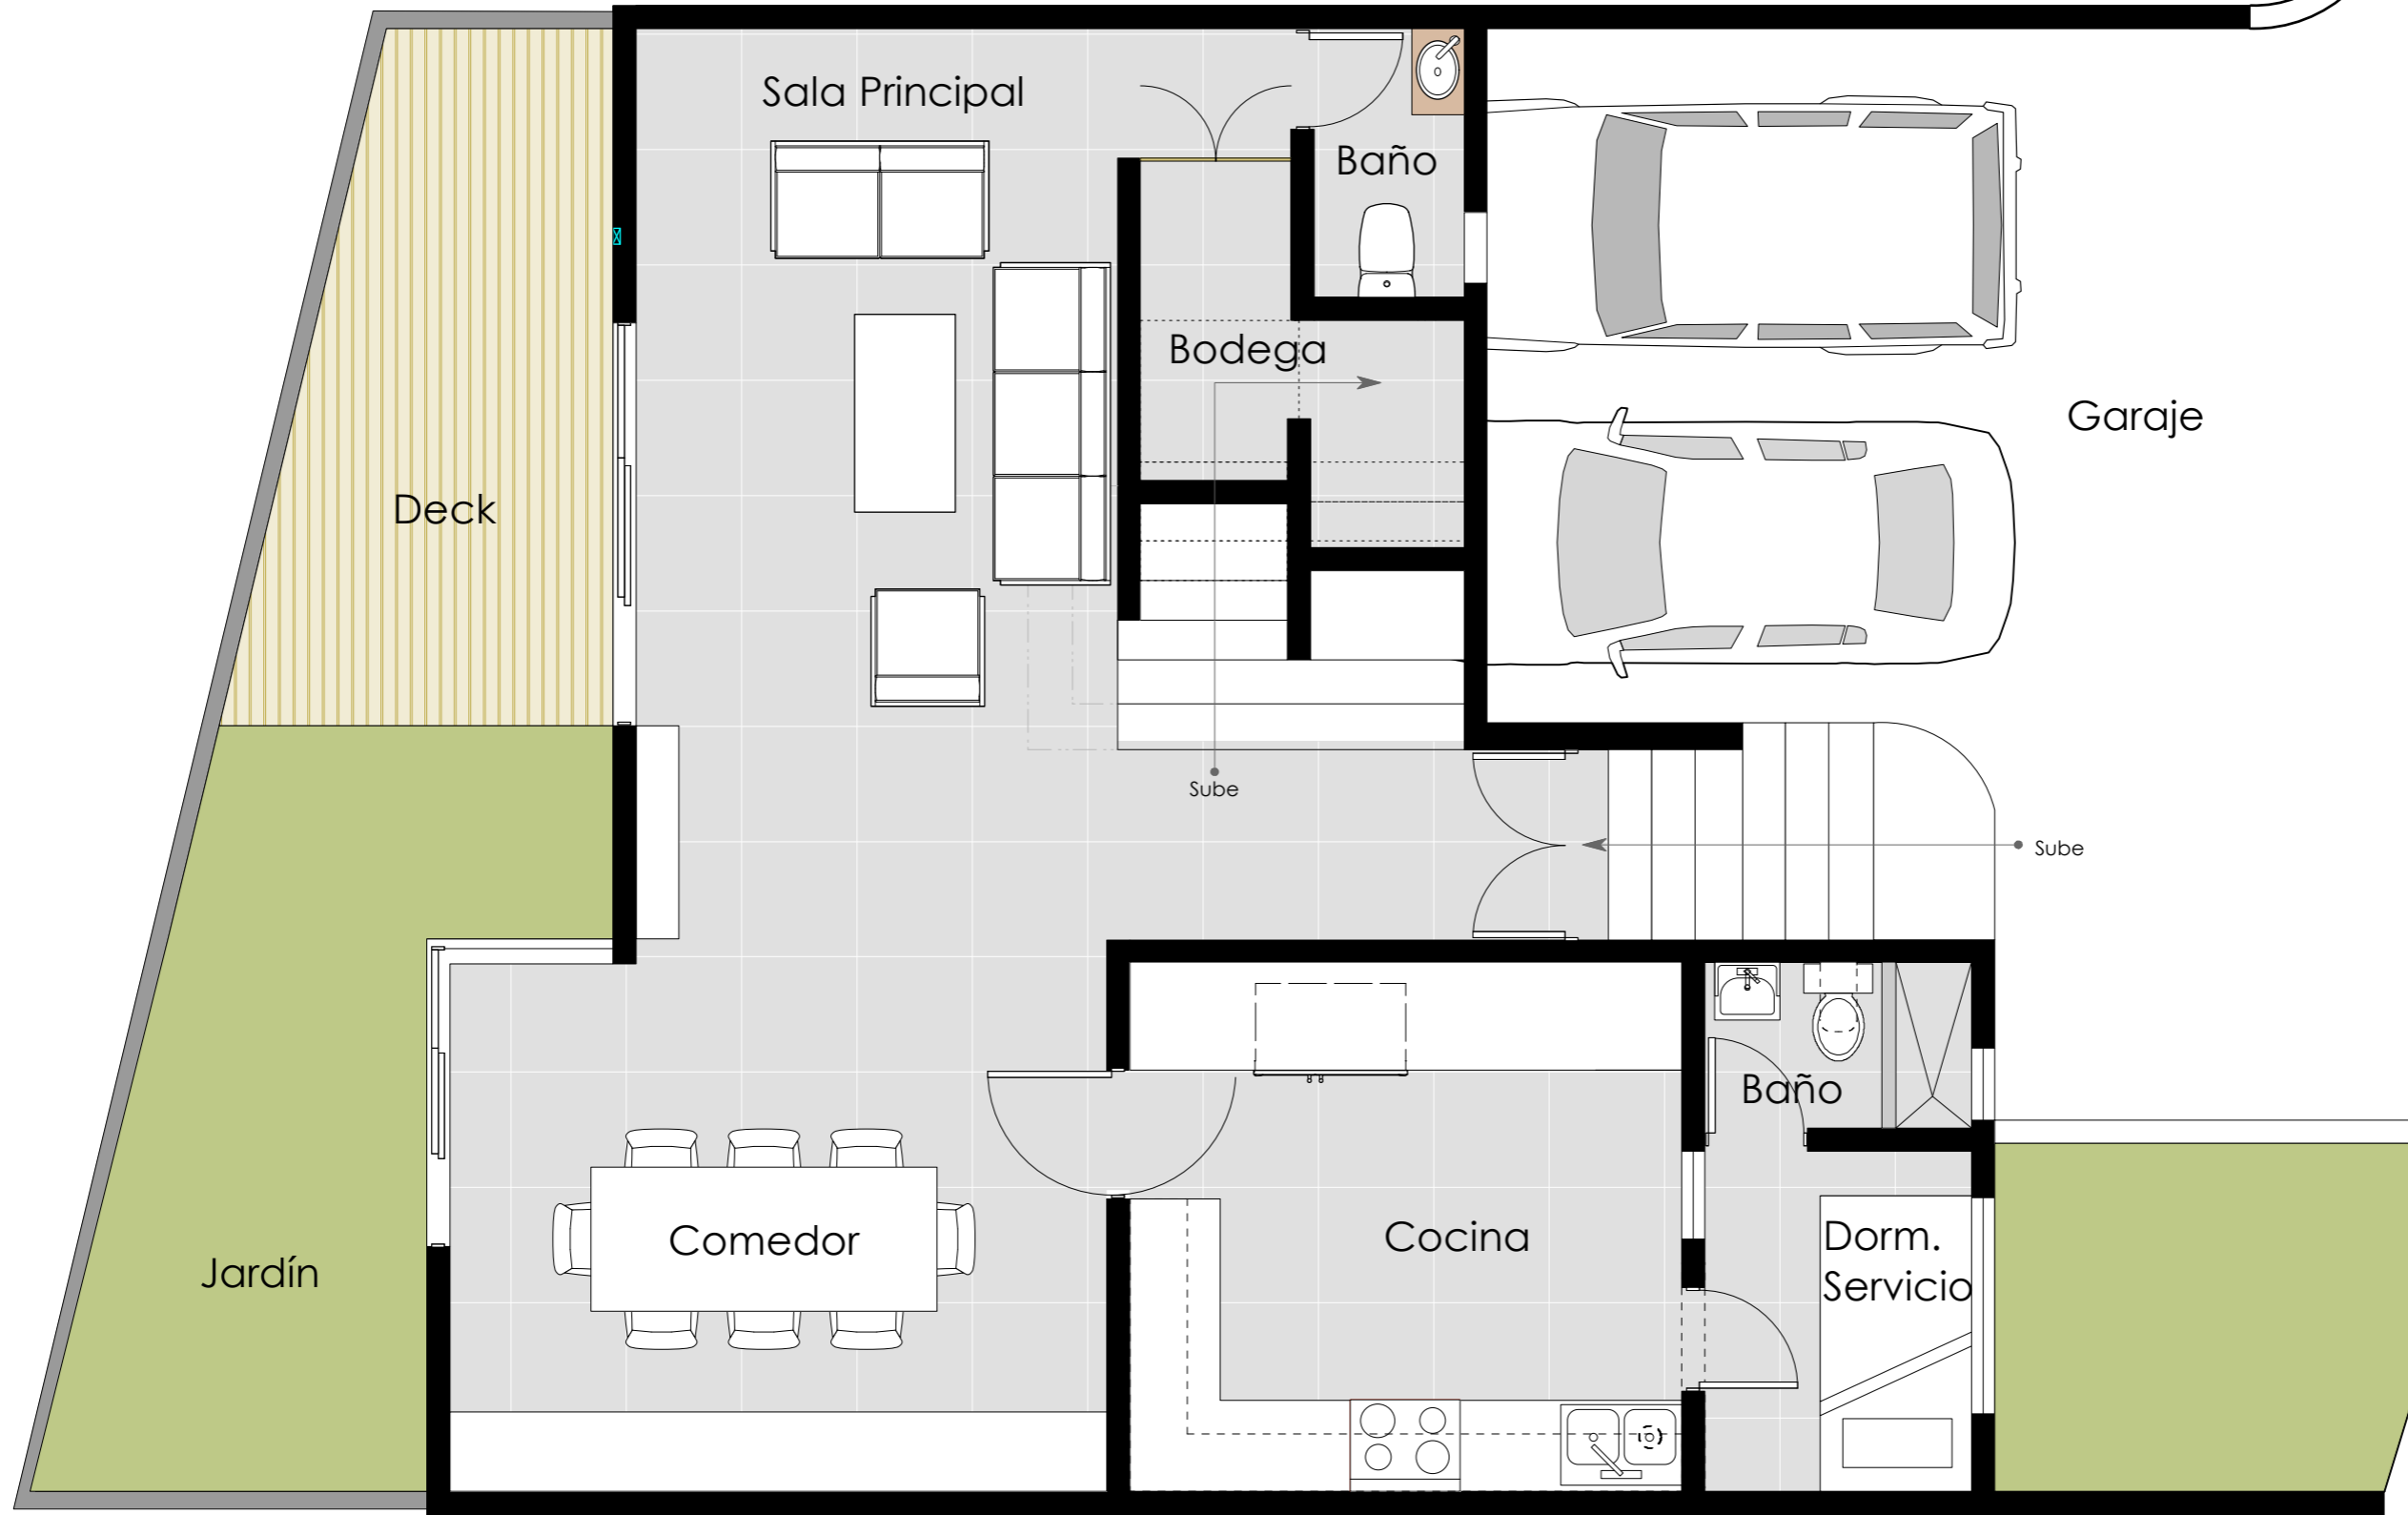 Sala Principal
Baño
Bodega
Garaje
Deck
Sube
Sube
Baño
Comedor
Cocina
Dorm.
Servicio
Jardín